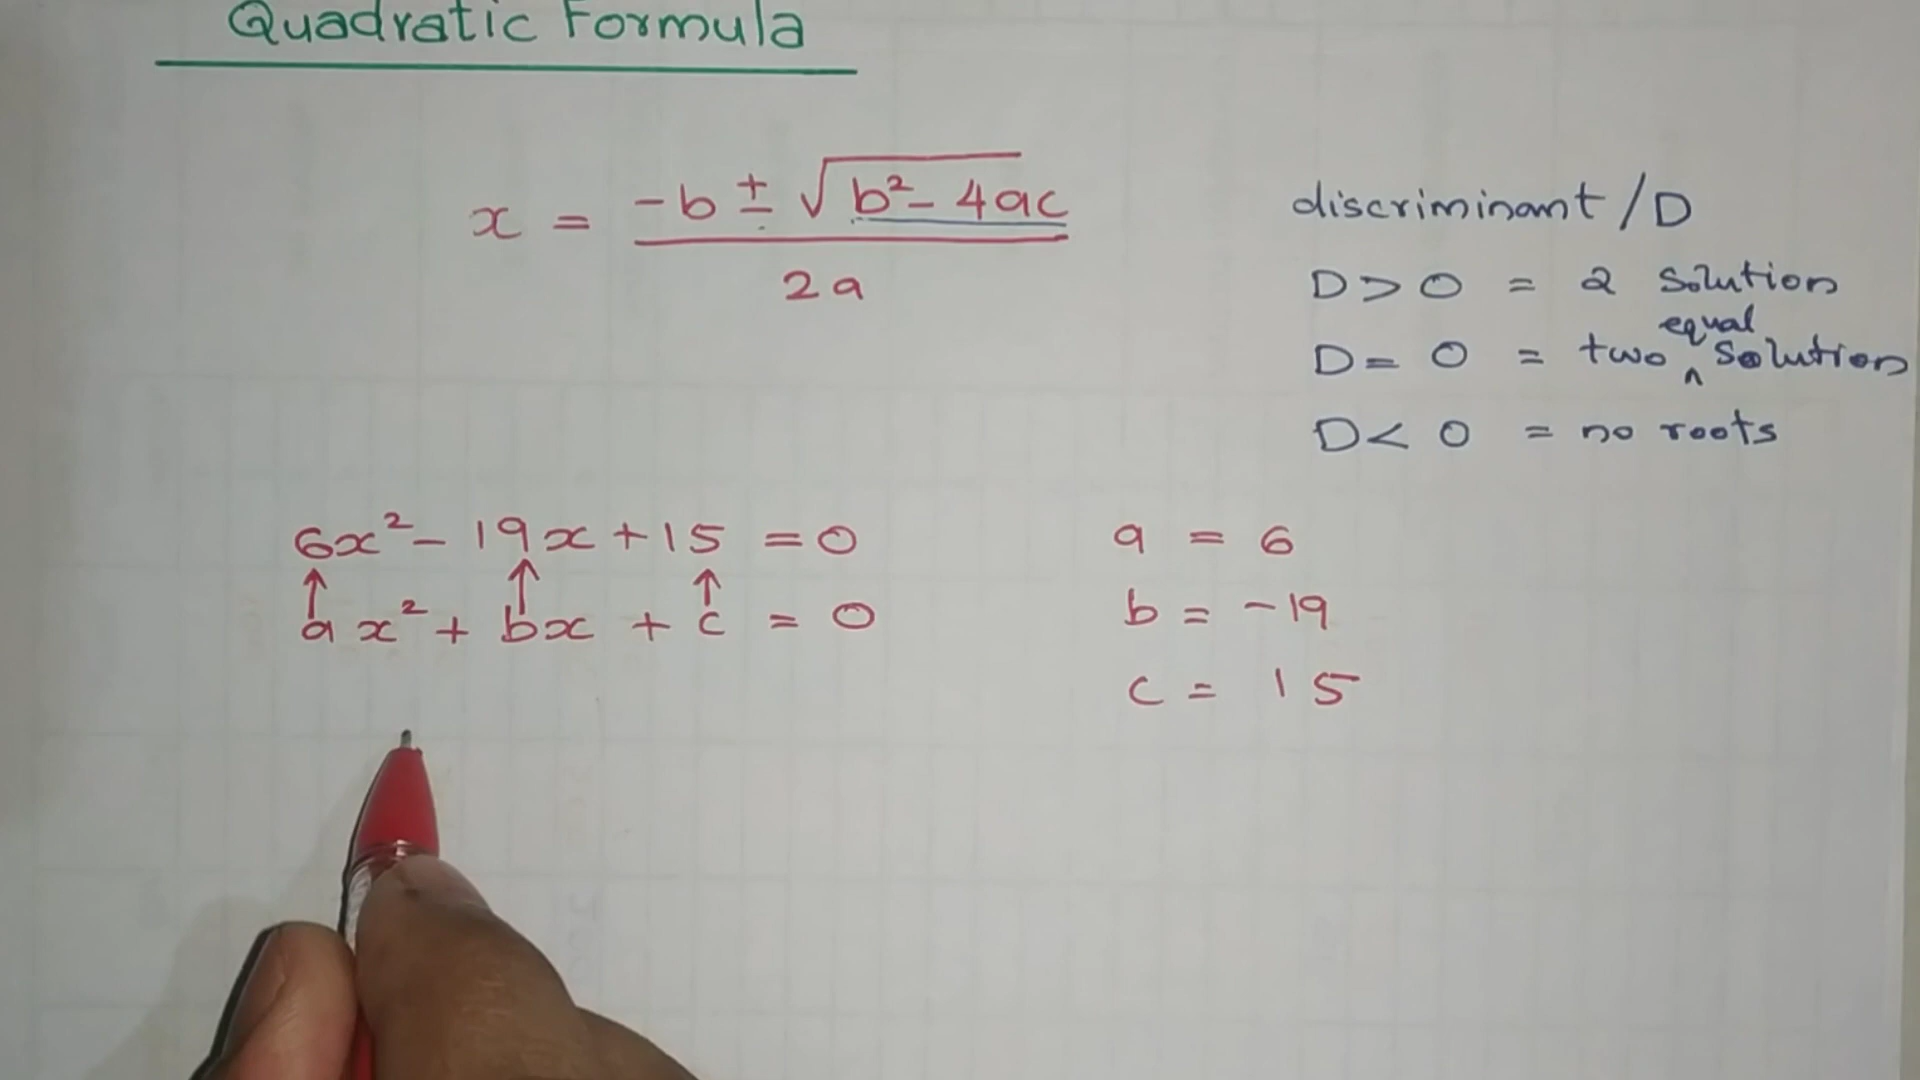 Quadratic Formula
x = -b ± √b² - 4ac
2a
discriminant / D
D > 0 = 2 solution
D = 0 = two ^ equal solution
D < 0 = no roots
6x² - 19x + 15 = 0
↑ ↑ ↑
ax² + bx + c = 0
a = 6
b = -19
c = 15